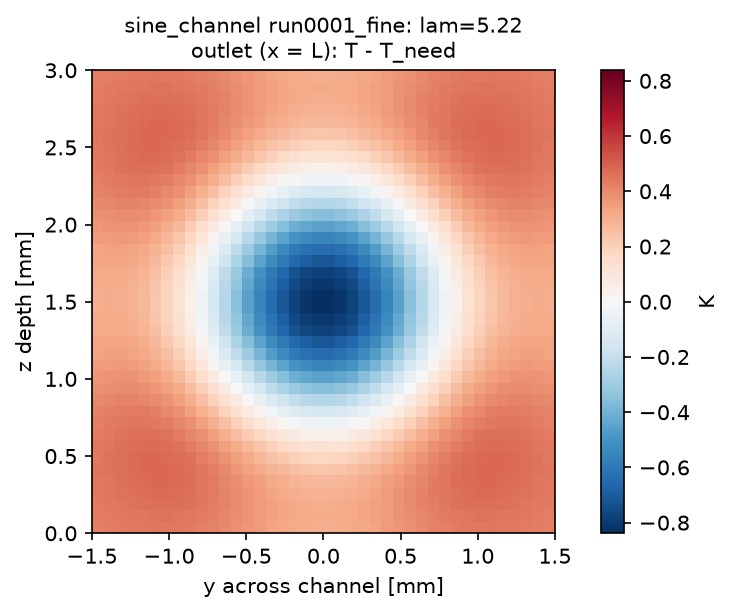 sine_channel run0001_fine: lam=5.22
outlet (x = L): T - T_need
3.0
2.5
2.0
1.5
1.0
0.5
0.0
z depth [mm]
−1.5 −1.0 −0.5 0.0 0.5 1.0 1.5
y across channel [mm]
0.8
0.6
0.4
0.2
0.0
−0.2
−0.4
−0.6
−0.8
K